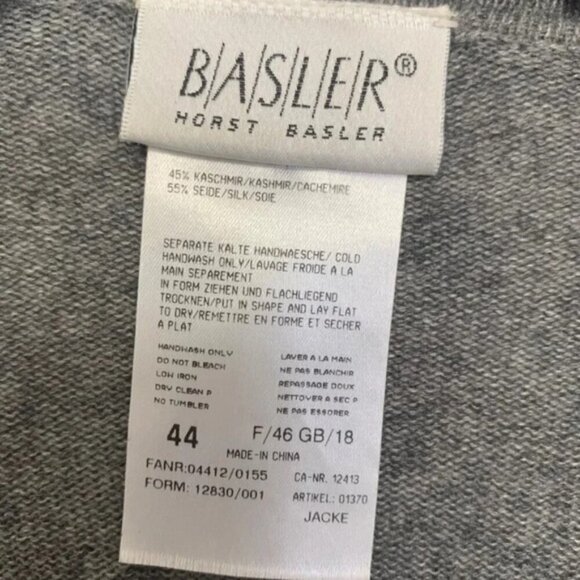 B/A/S/L/E/R®
HORST BASLER
45% KASCHMIR/KASHMIR/CACHEMIRE
55% SEIDE/SILK/SOIE
SEPARATE KALTE HANDWAESCHE/ COLD
HANDWASH ONLY/LAVAGE FROIDE A LA
MAIN SEPAREMENT
IN FORM ZIEHEN UND FLACHLIEGEND
TROCKNEN/PUT IN SHAPE AND LAY FLAT
TO DRY/REMETTRE EN FORME ET SECHER
A PLAT
HANDWASH ONLY LAVER A LA MAIN
DO NOT BLEACH NE PAS BLANCHIR
LOW IRON REPASSAGE DOUX
DRY CLEAN P NETTOYER A SEC P
NO TUMBLER NE PAS ESSORER
44 F/46 GB/18
MADE-IN CHINA
FANR:04412/0155 CA-NR. 12413
FORM: 12830/001 ARTIKEL: 01370
JACKE